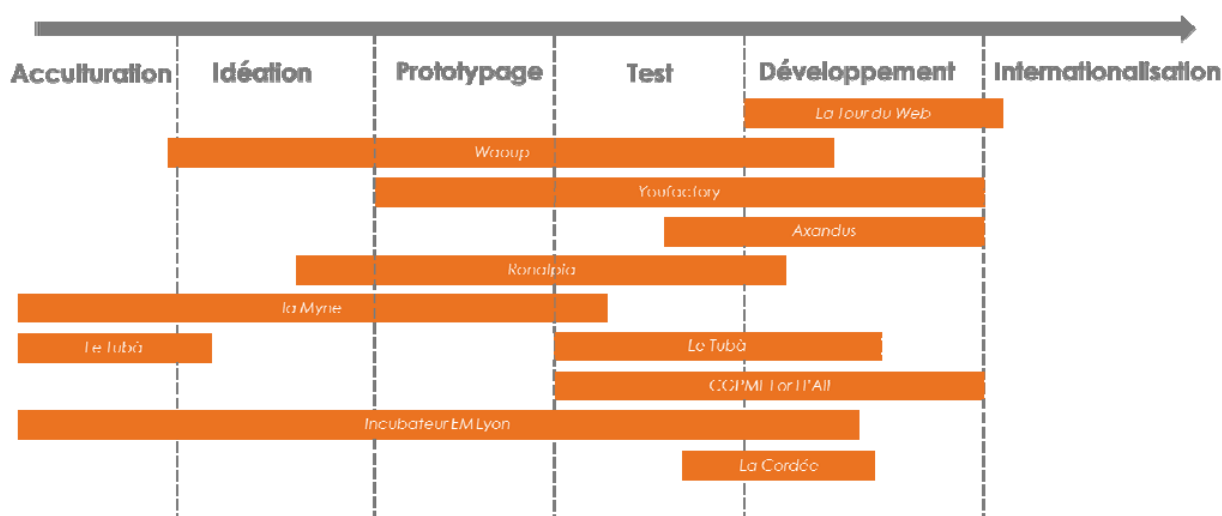 Acculturation Idéation Prototypage Test Développement Internationalisation
La Tour du Web
Waoup
Youfactory
Axandus
Ronalpia
la Myne
Le Tubà Le Tubà
CGPME For IT'All
Incubateur EM Lyon
La Cordée